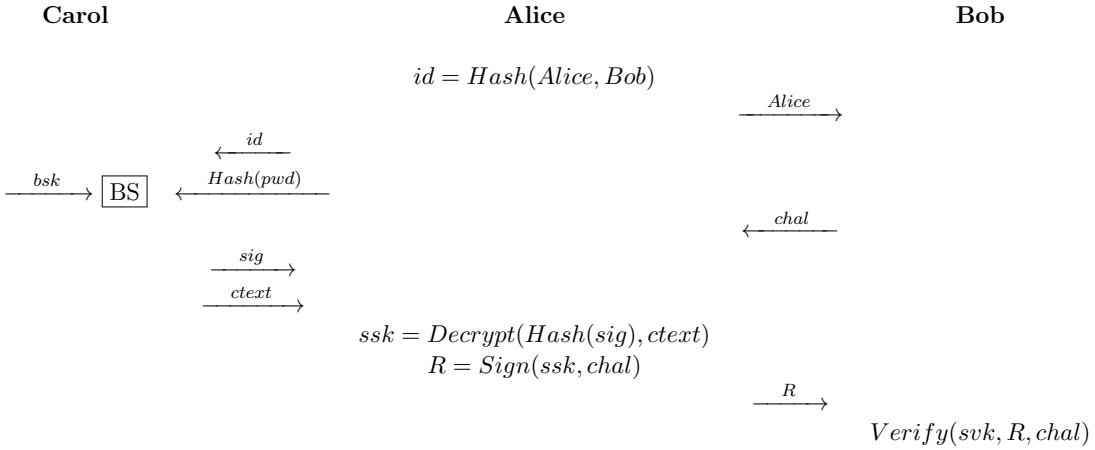 Carol Alice Bob
id = Hash(Alice, Bob)
Alice
id
bsk BS Hash(pwd)
chal
sig
ctext
ssk = Decrypt(Hash(sig), ctext)
R = Sign(ssk, chal)
R
Verify(svk, R, chal)